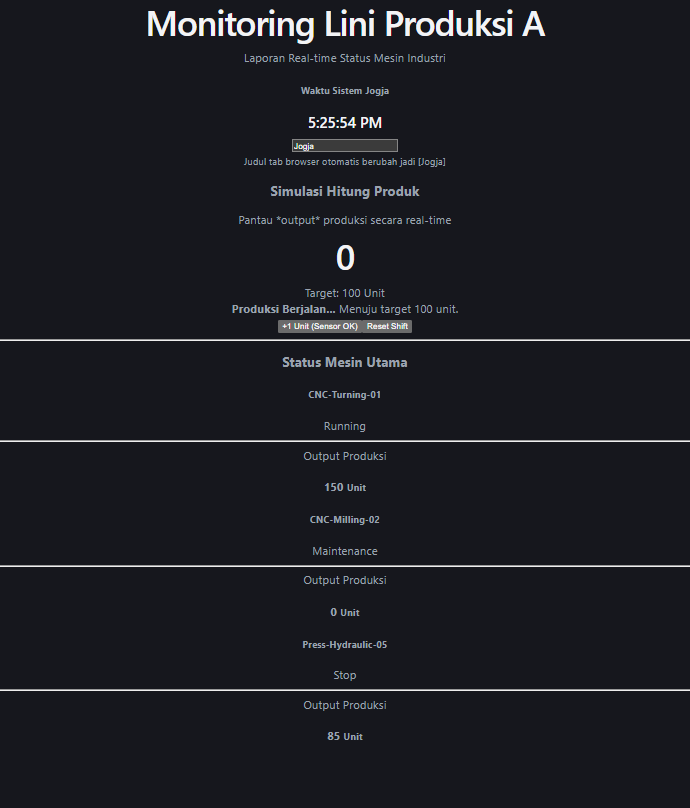 Monitoring Lini Produksi A
Laporan Real-time Status Mesin Industri
Waktu Sistem Jogja
5:25:54 PM
Jogja
Judul tab browser otomatis berubah jadi [Jogja]
Simulasi Hitung Produk
Pantau *output* produksi secara real-time
0
Target: 100 Unit
Produksi Berjalan... Menuju target 100 unit.
+1 Unit (Sensor OK) Reset Shift
Status Mesin Utama
CNC-Turning-01
Running
Output Produksi
150 Unit
CNC-Milling-02
Maintenance
Output Produksi
0 Unit
Press-Hydraulic-05
Stop
Output Produksi
85 Unit